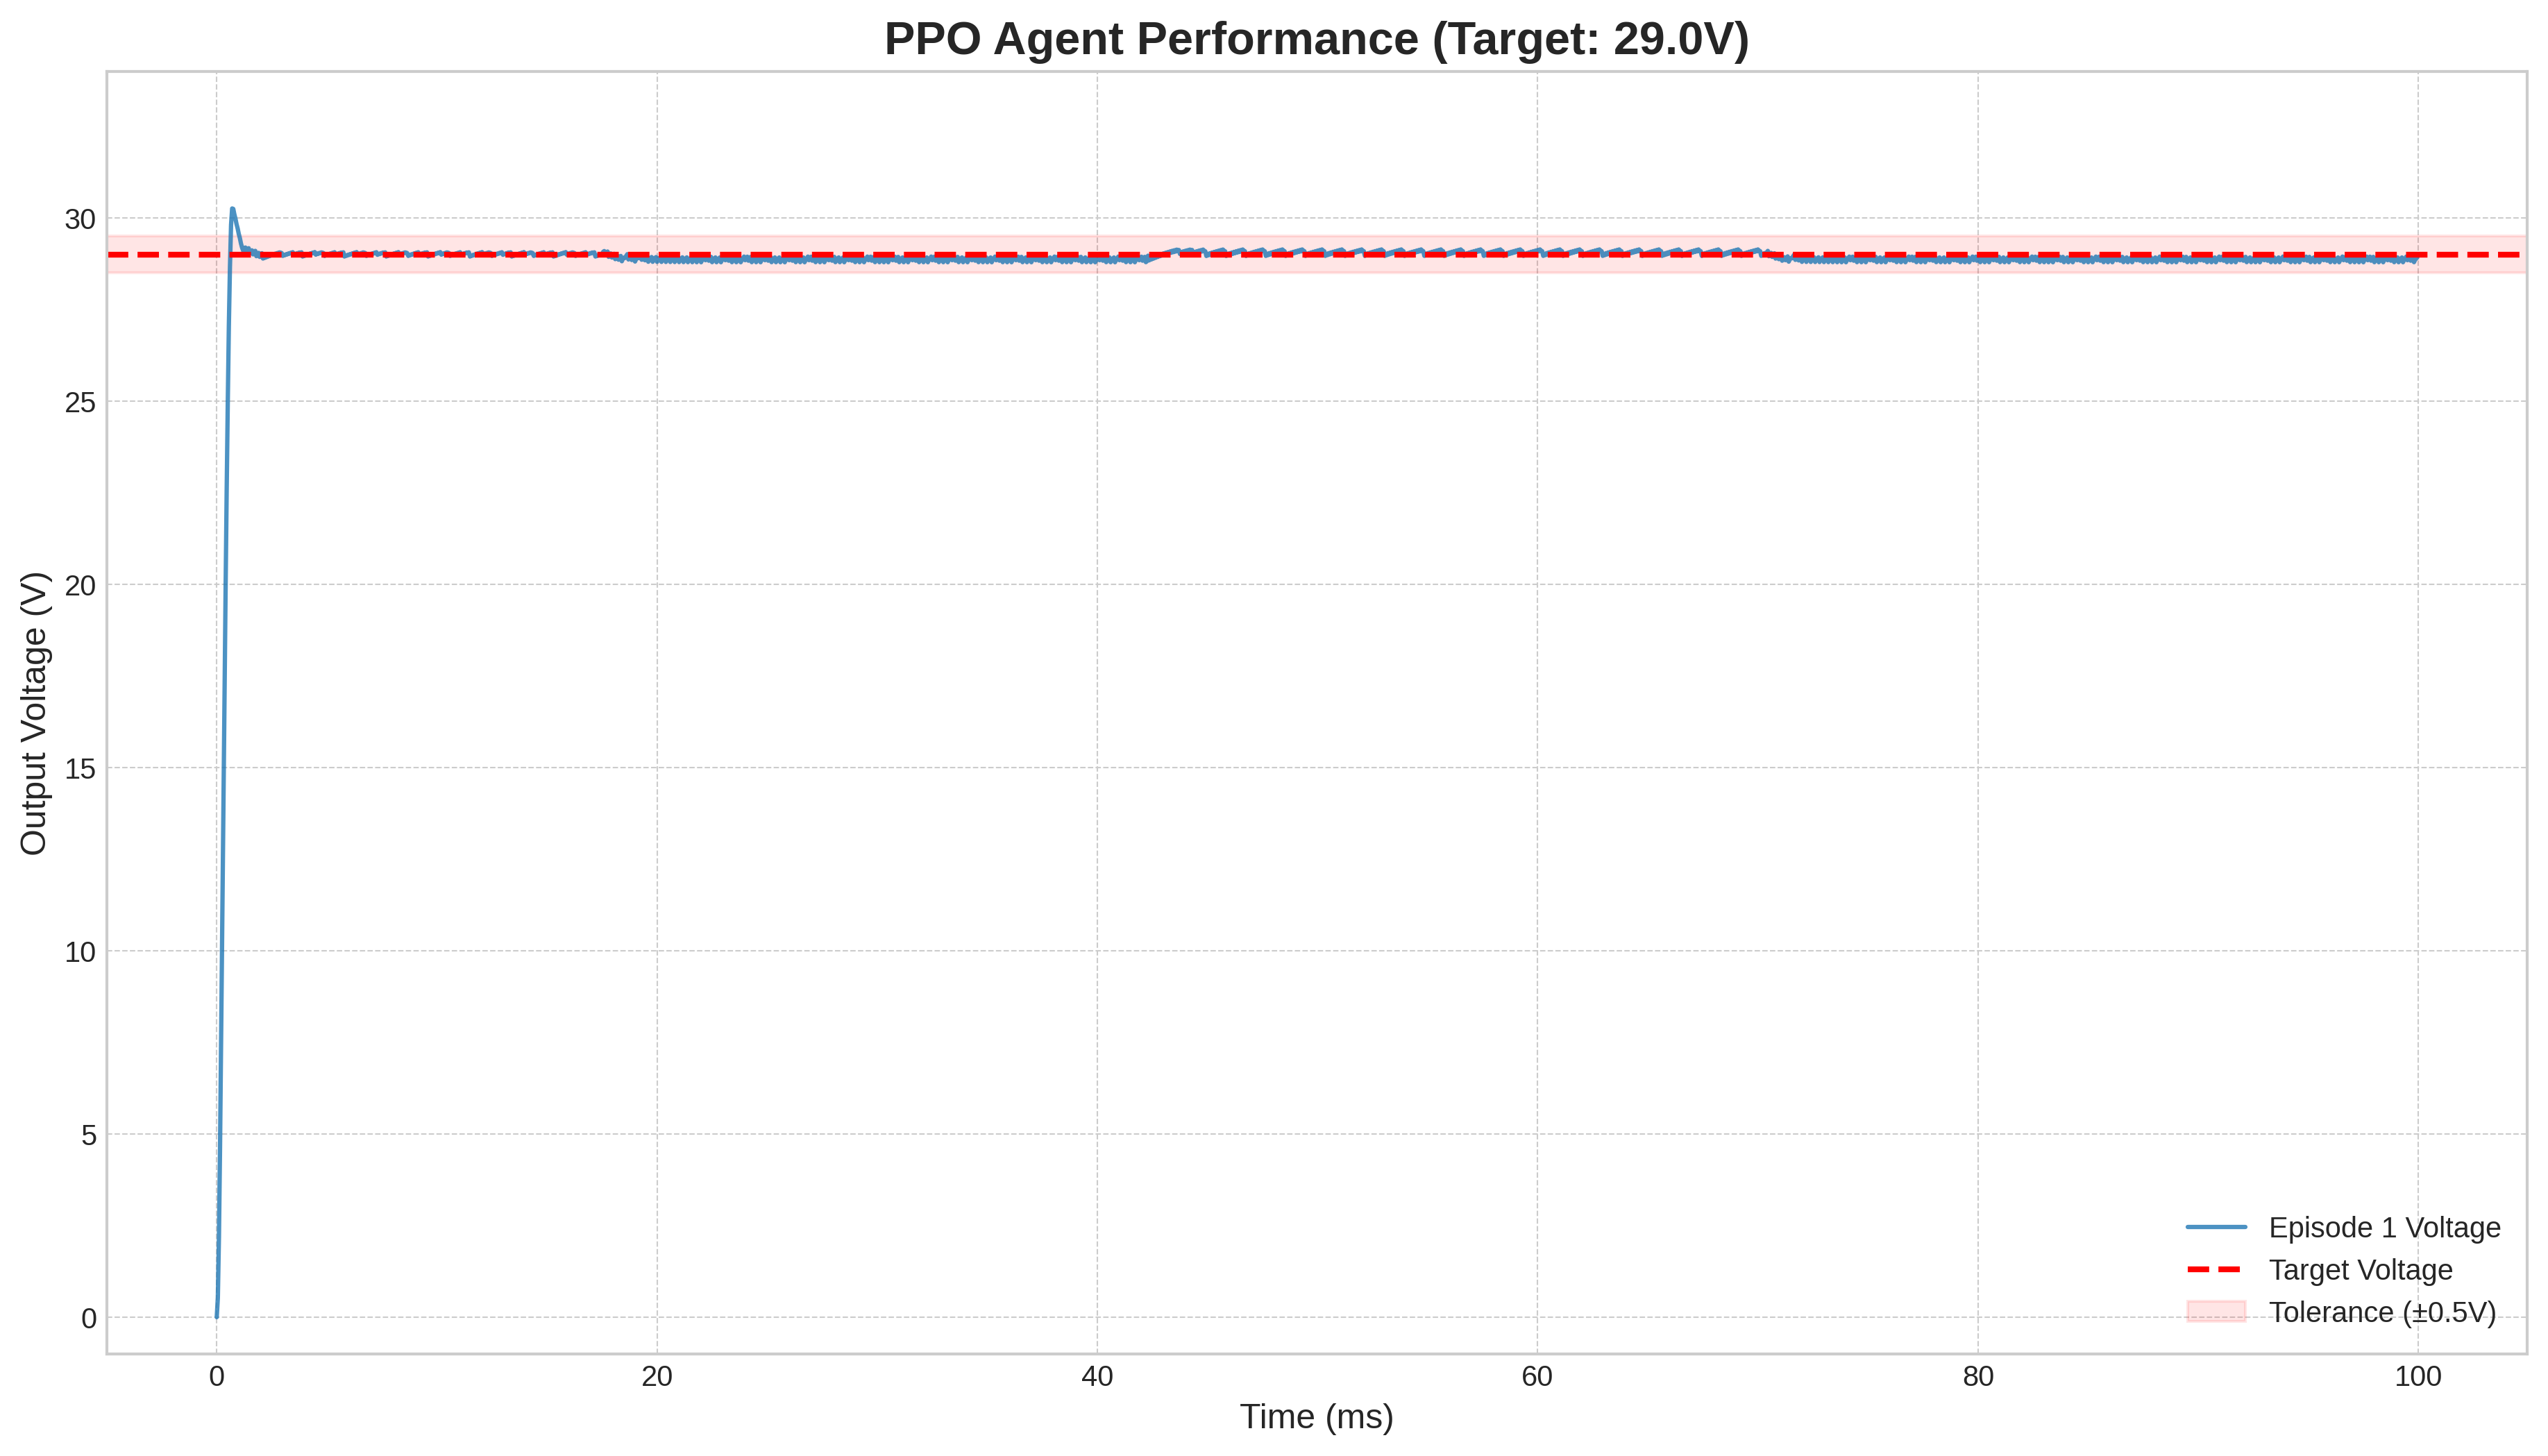 PPO Agent Performance (Target: 29.0V)
Output Voltage (V)
30
25
20
15
10
5
0
0 20 40 60 80 100
Time (ms)
Episode 1 Voltage
Target Voltage
Tolerance (±0.5V)